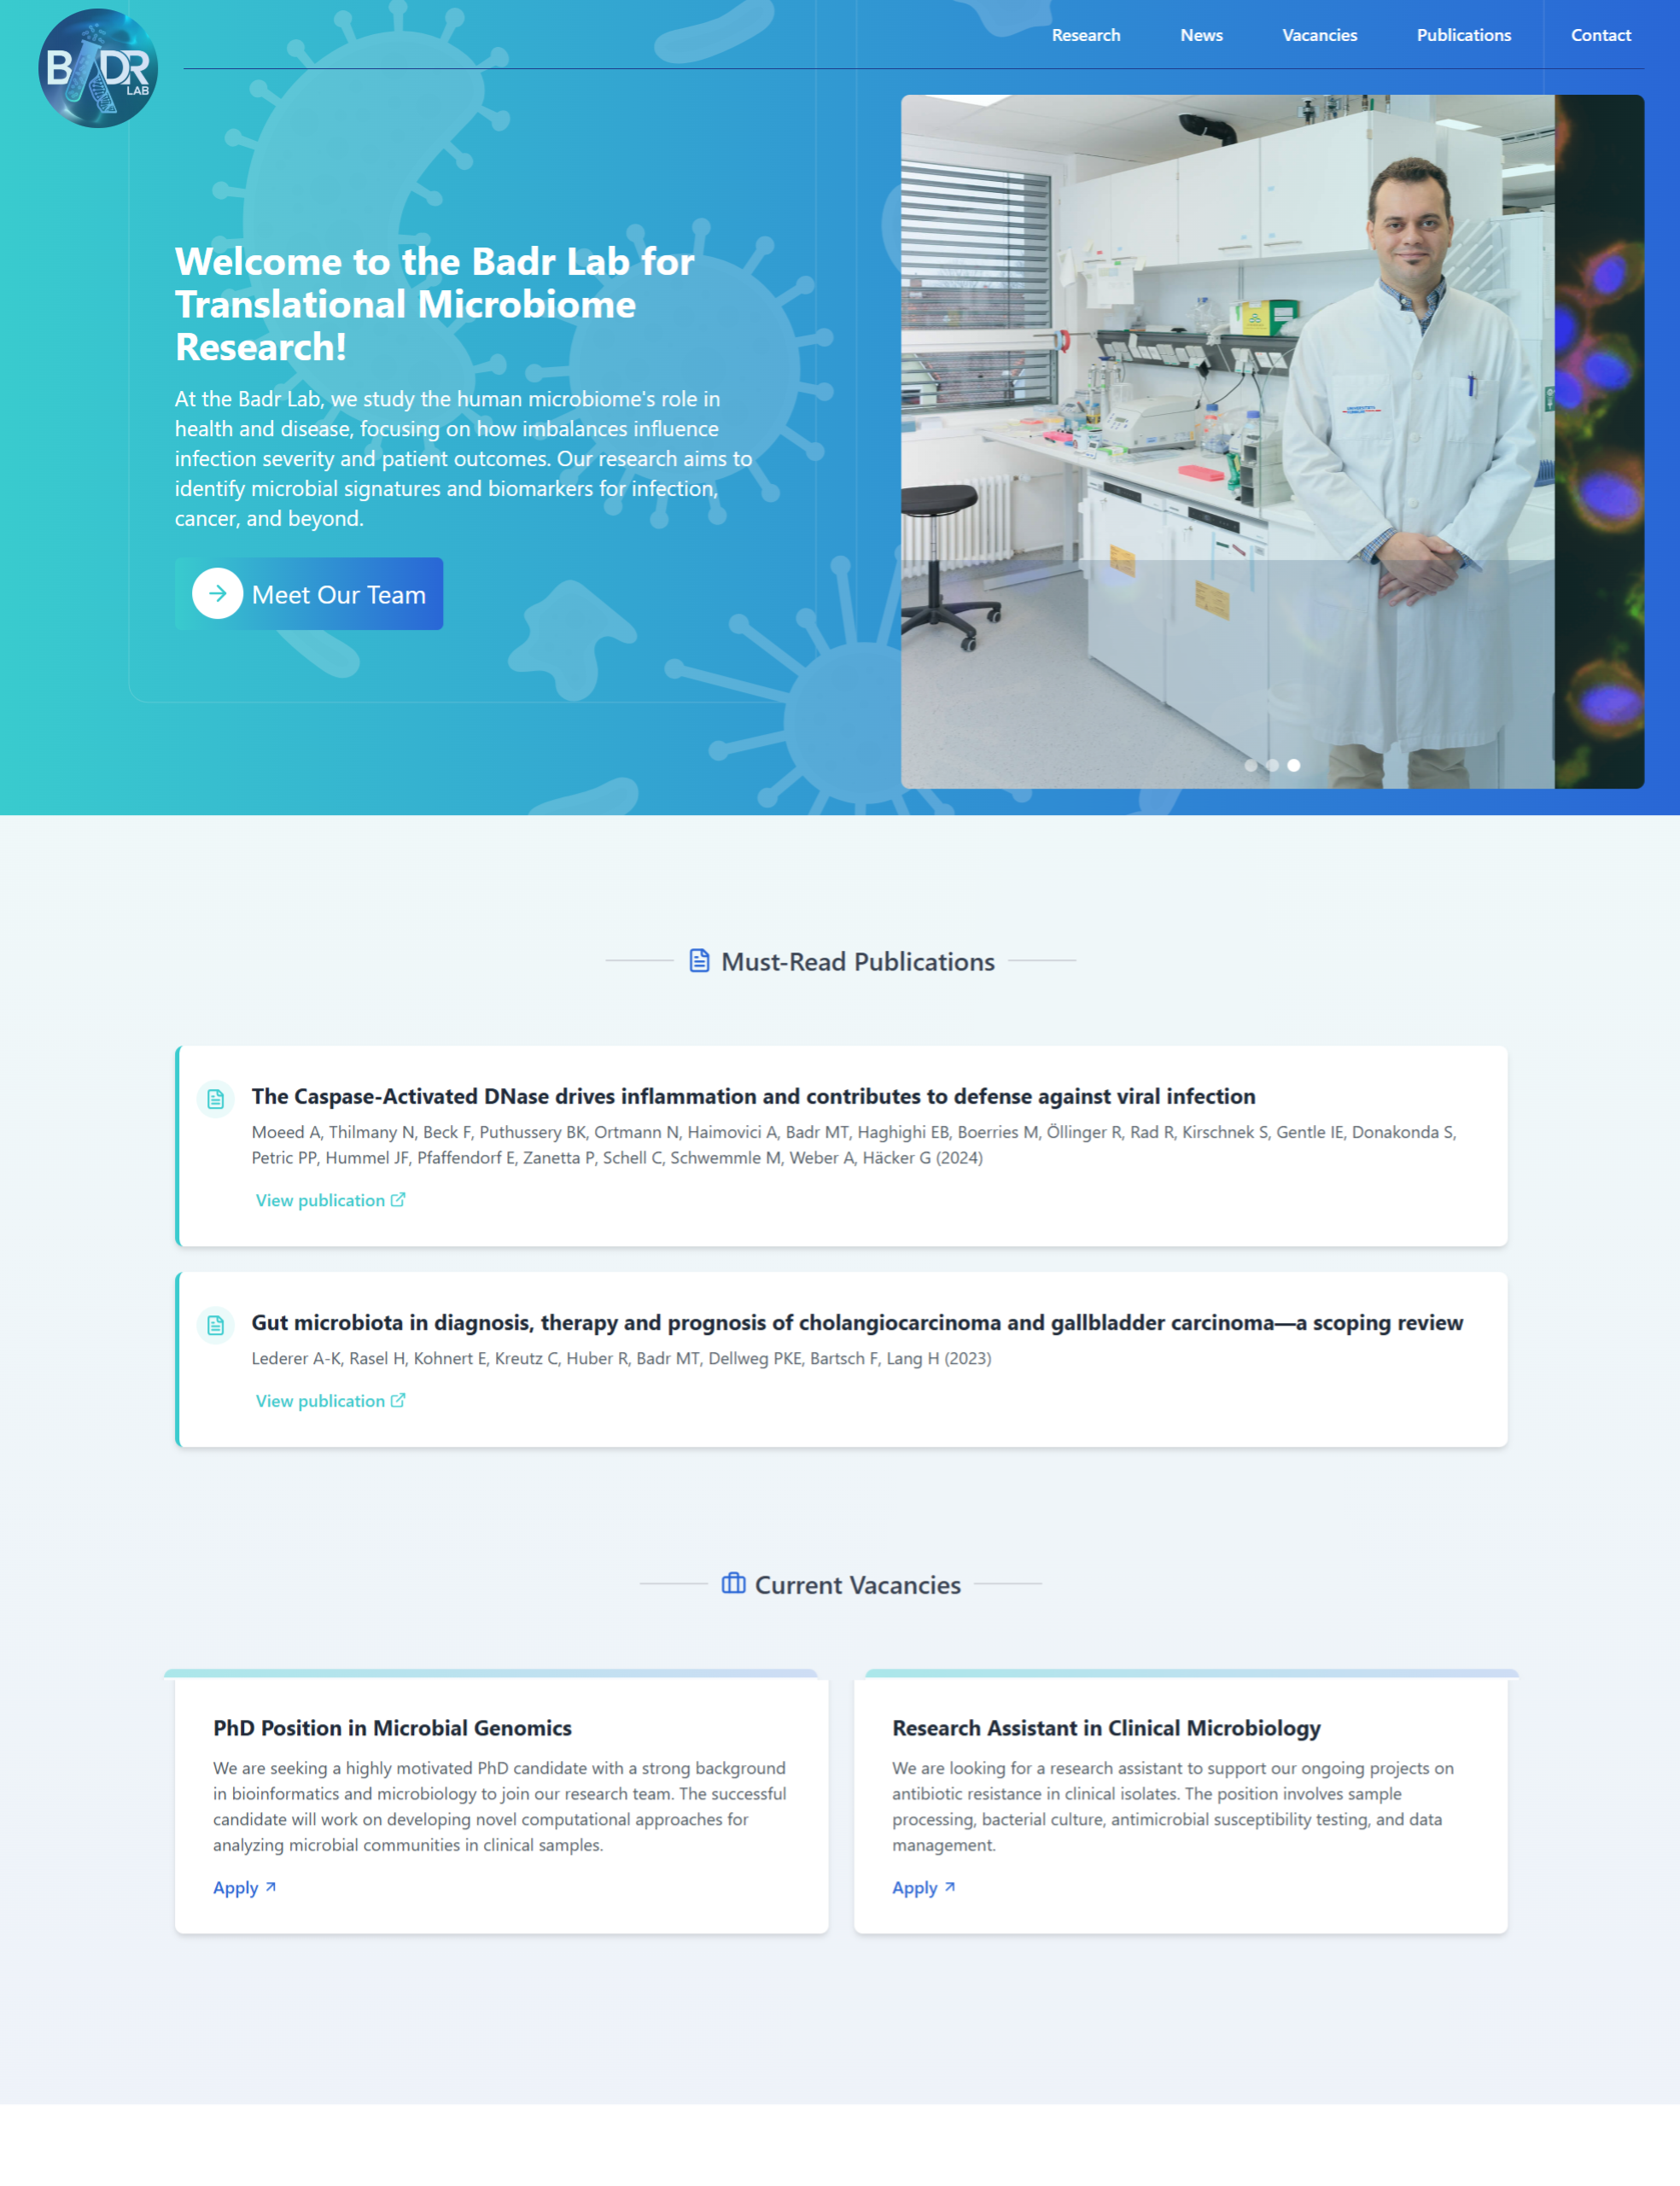 BADR
LAB
Research
News
Vacancies
Publications
Contact
Welcome to the Badr Lab for
Translational Microbiome
Research!
At the Badr Lab, we study the human microbiome's role in
health and disease, focusing on how imbalances influence
infection severity and patient outcomes. Our research aims to
identify microbial signatures and biomarkers for infection,
cancer, and beyond.
Meet Our Team
Must-Read Publications
The Caspase-Activated DNase drives inflammation and contributes to defense against viral infection
Moeed A, Thilmany N, Beck F, Puthussery BK, Ortmann N, Haimovici A, Badr MT, Haghighi EB, Boerries M, Öllinger R, Rad R, Kirschnek S, Gentle IE, Donakonda S,
Petric PP, Hummel JF, Pfaffendorf E, Zanetta P, Schell C, Schwemmle M, Weber A, Häcker G (2024)
View publication
Gut microbiota in diagnosis, therapy and prognosis of cholangiocarcinoma and gallbladder carcinoma—a scoping review
Lederer A-K, Rasel H, Kohnert E, Kreutz C, Huber R, Badr MT, Dellweg PKE, Bartsch F, Lang H (2023)
View publication
Current Vacancies
PhD Position in Microbial Genomics
We are seeking a highly motivated PhD candidate with a strong background
in bioinformatics and microbiology to join our research team. The successful
candidate will work on developing novel computational approaches for
analyzing microbial communities in clinical samples.
Apply
Research Assistant in Clinical Microbiology
We are looking for a research assistant to support our ongoing projects on
antibiotic resistance in clinical isolates. The position involves sample
processing, bacterial culture, antimicrobial susceptibility testing, and data
management.
Apply